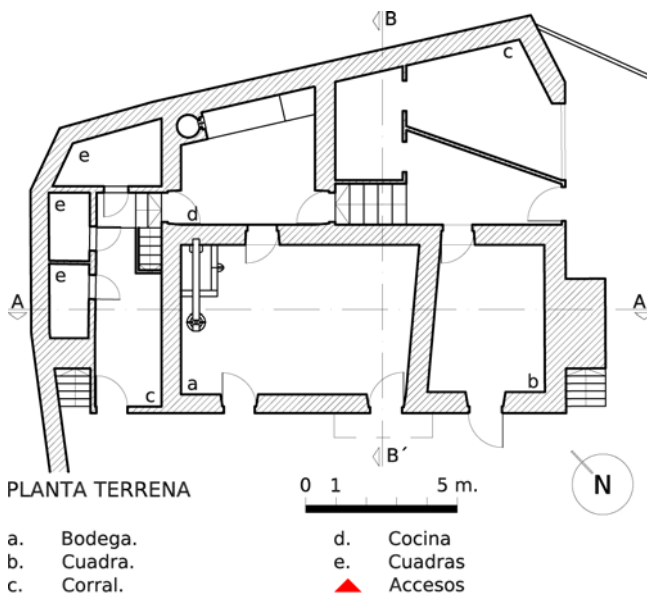 B
c
e
e
d
e
A
A
a
b
c
B´
PLANTA TERRENA
0 1 5 m.
N
a. Bodega.
b. Cuadra.
c. Corral.
d. Cocina
e. Cuadras
Accesos